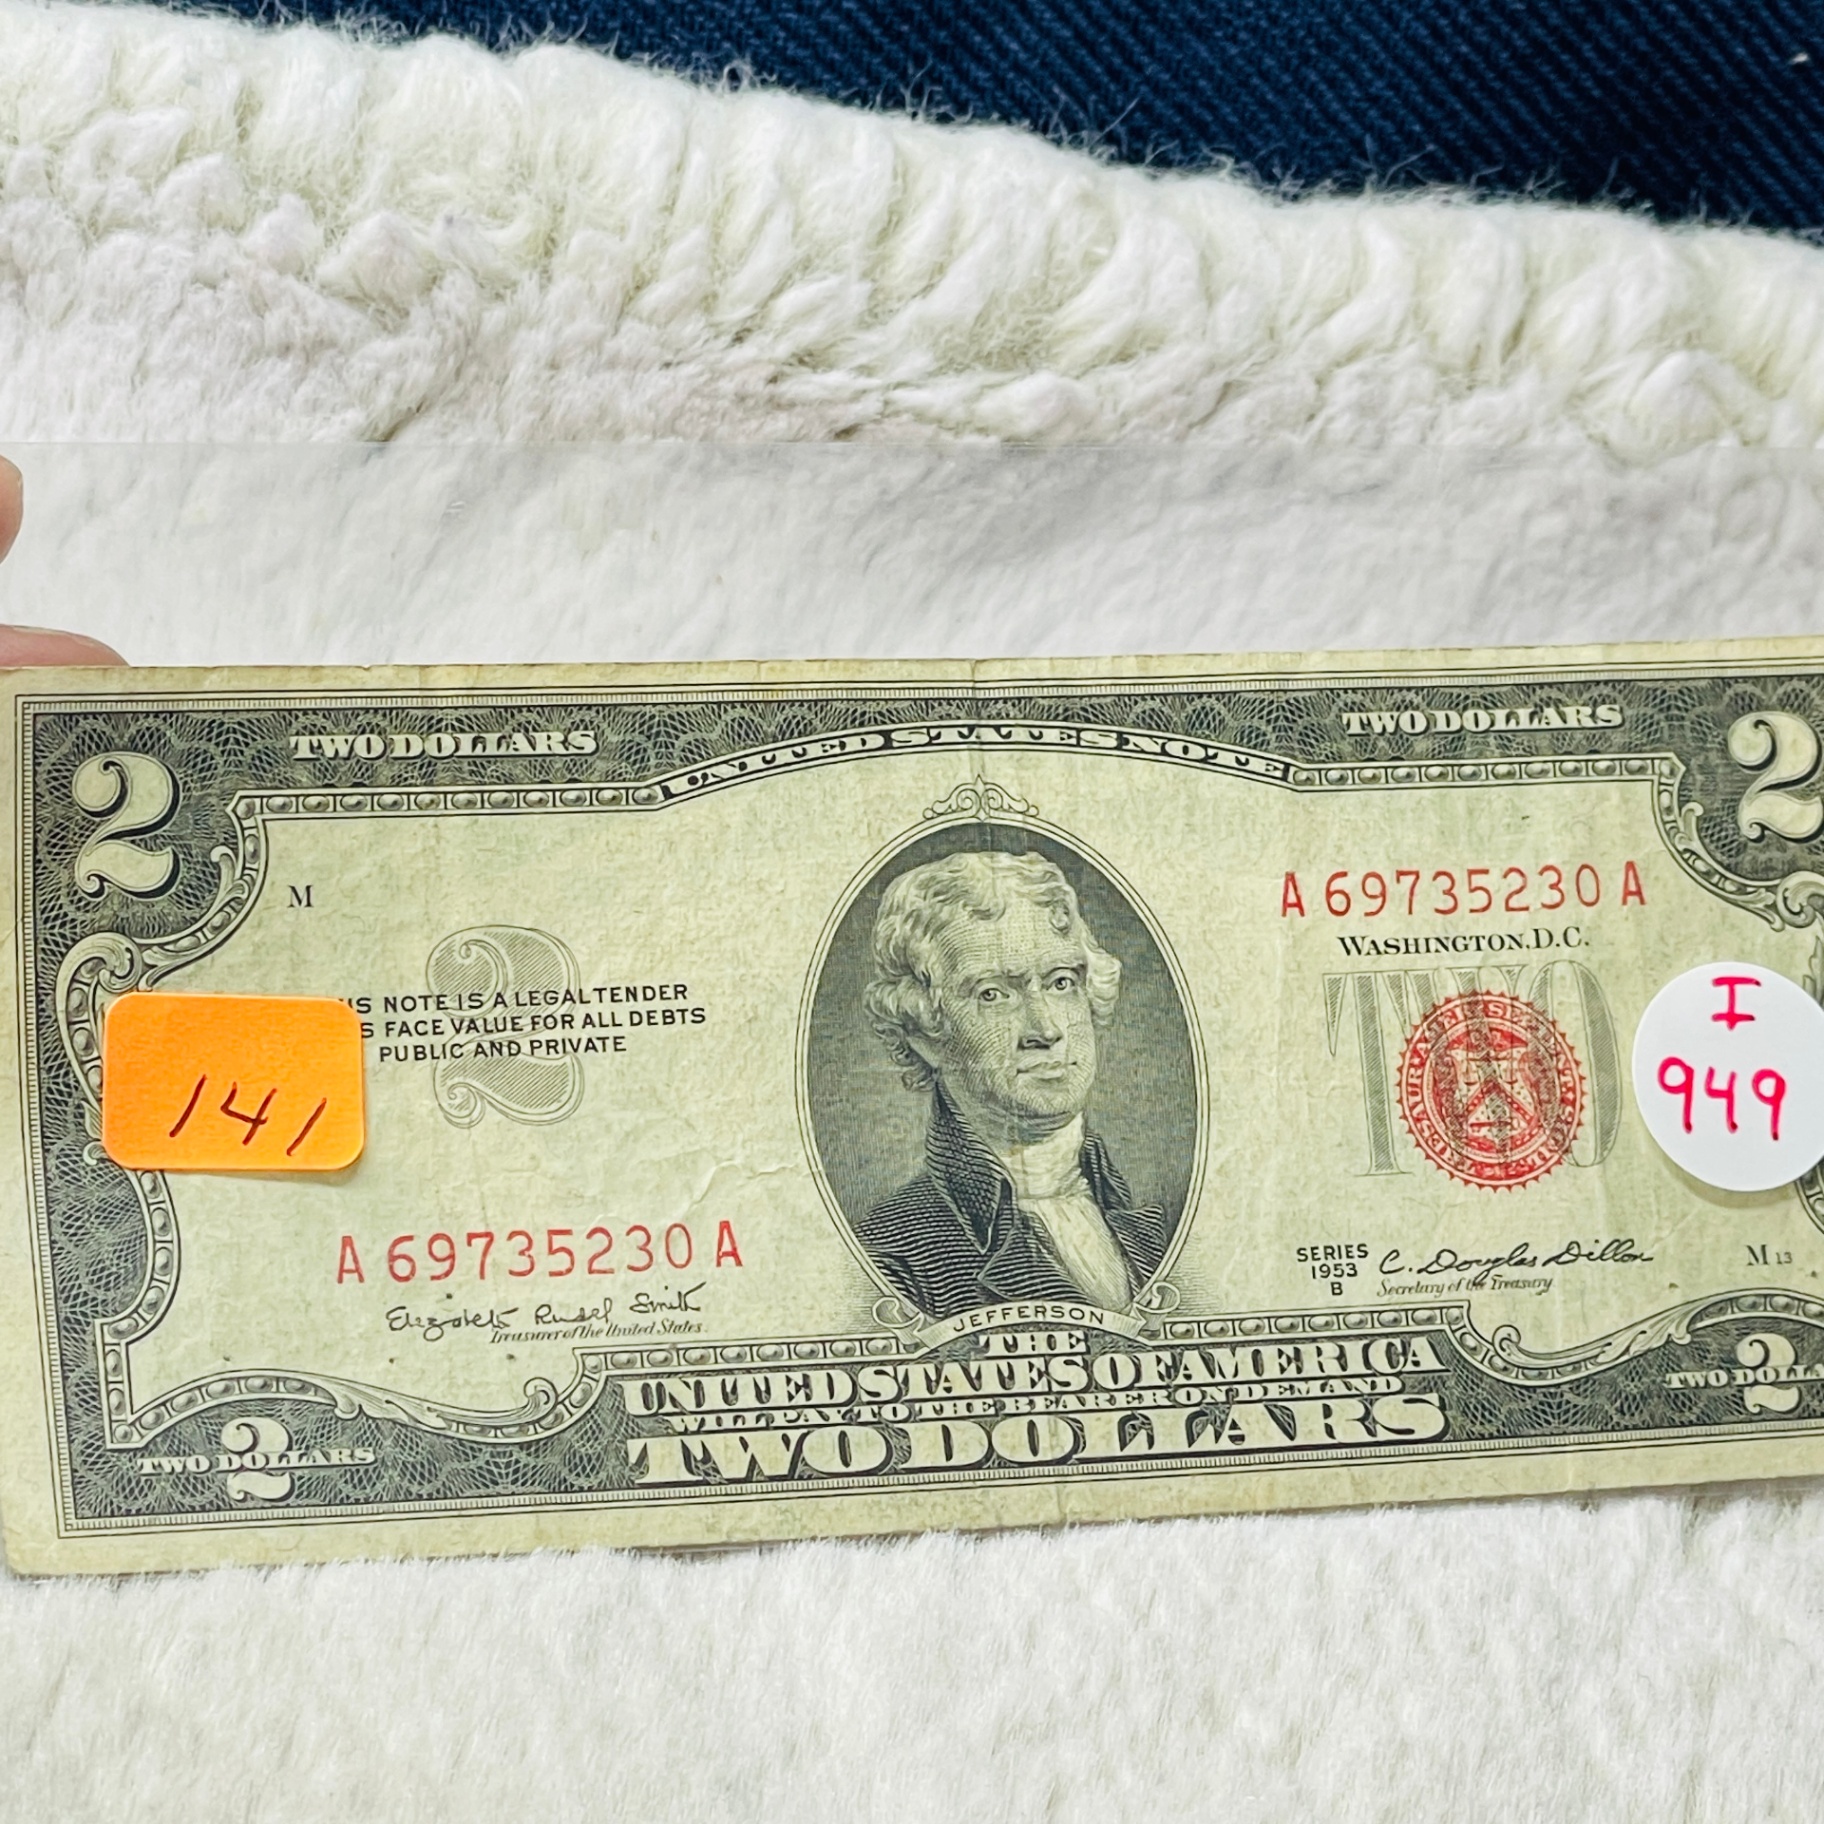 TWO DOLLARS
UNITED STATES NOTE
TWO DOLLARS
2
2
M
A 69735230 A
WASHINGTON, D.C.
2
TWO
IS NOTE IS A LEGAL TENDER
S FACE VALUE FOR ALL DEBTS
PUBLIC AND PRIVATE
141
I
949
A 69735230 A
Elizabeth Rudel Smith
Treasurer of the United States.
SERIES
1953
B
C. Douglas Dillon
Secretary of the Treasury
M 13
JEFFERSON
THE
UNITED STATES OF AMERICA
WILL PAY TO THE BEARER ON DEMAND
TWO DOLLARS
TWO DOLLARS
2
TWO DOLLA
2